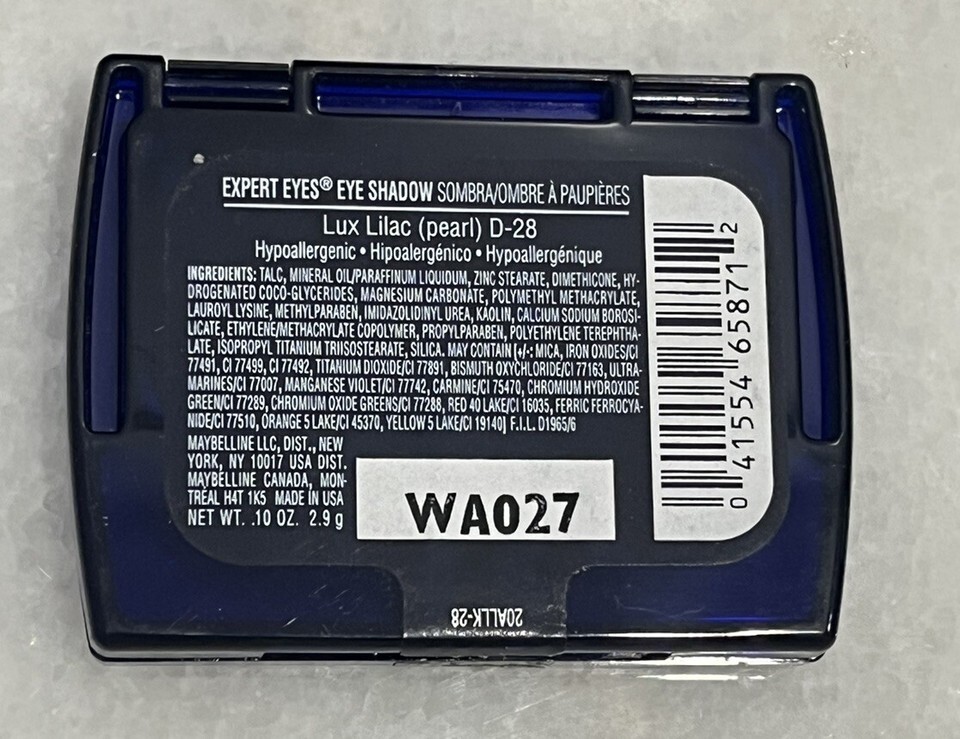 EXPERT EYES® EYE SHADOW SOMBRA/OMBRE À PAUPIÈRES
Lux Lilac (pearl) D-28
Hypoallergenic • Hipoalergénico • Hypoallergénique
INGREDIENTS: TALC, MINERAL OIL/PARAFFINUM LIQUIDUM, ZINC STEARATE, DIMETHICONE, HY-
DROGENATED COCO-GLYCERIDES, MAGNESIUM CARBONATE, POLYMETHYL METHACRYLATE,
LAUROYL LYSINE, METHYLPARABEN, IMIDAZOLIDINYL UREA, KAOLIN, CALCIUM SODIUM BOROSI-
LICATE, ETHYLENE/METHACRYLATE COPOLYMER, PROPYLPARABEN, POLYETHYLENE TEREPHTHA-
LATE, ISOPROPYL TITANIUM TRIISOSTEARATE, SILICA. MAY CONTAIN [+/-: MICA, IRON OXIDES/CI
77491, CI 77499, CI 77492, TITANIUM DIOXIDE/CI 77891, BISMUTH OXYCHLORIDE/CI 77163, ULTRA-
MARINES/CI 77007, MANGANESE VIOLET/CI 77742, CARMINE/CI 75470, CHROMIUM HYDROXIDE
GREEN/CI 77289, CHROMIUM OXIDE GREENS/CI 77288, RED 40 LAKE/CI 16035, FERRIC FERROCYA-
NIDE/CI 77510, ORANGE 5 LAKE/CI 45370, YELLOW 5 LAKE/CI 19140] F.I.L. D1965/6
MAYBELLINE LLC, DIST., NEW
YORK, NY 10017 USA DIST.
MAYBELLINE CANADA, MON-
TRÉAL H4T 1K5 MADE IN USA
NET WT. .10 OZ. 2.9 g
WA027
0 41554 65871 2
20ALLK-28